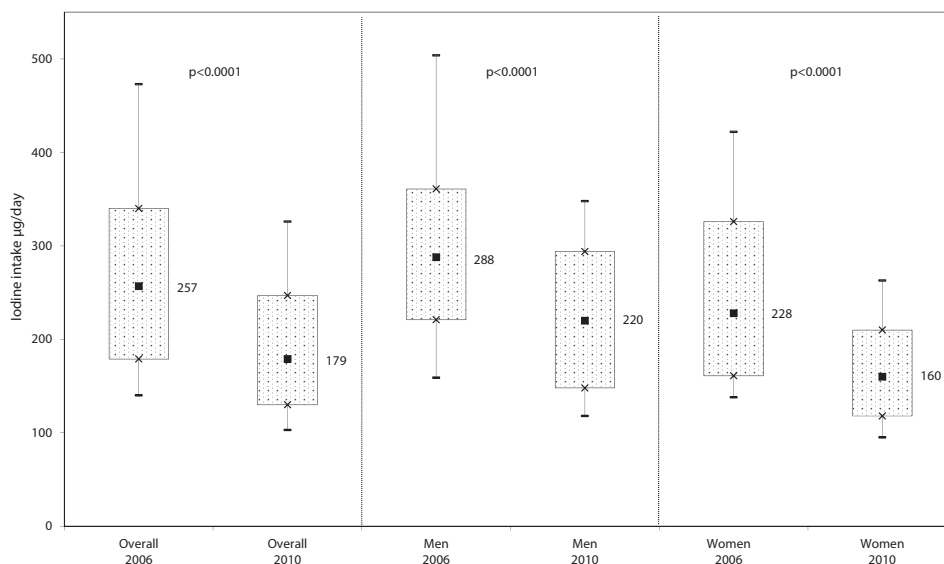 Iodine intake μg/day
500
400
300
200
100
0
p<0.0001
p<0.0001
p<0.0001
257
179
288
220
228
160
Overall
2006
Overall
2010
Men
2006
Men
2010
Women
2006
Women
2010